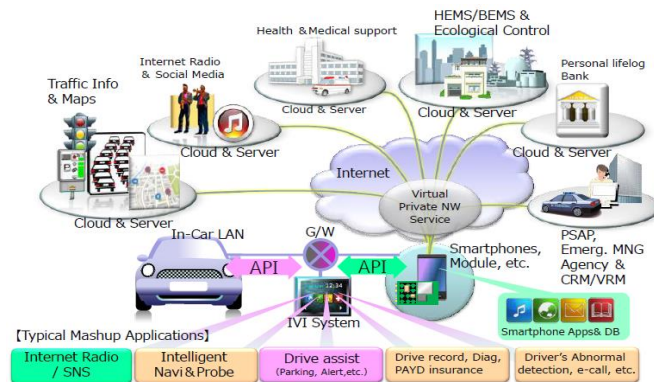 Health & Medical support
HEMS/BEMS
& Ecological Control
Internet Radio
& Social Media
Personal lifelog
Bank
Traffic Info
& Maps
Cloud & Server
Cloud & Server
Cloud & Server
Cloud & Server
Cloud & Server
Internet
Virtual
Private NW
Service
In-Car LAN
G/W
API
API
Smartphones,
Module, etc.
PSAP,
Emerg. MNG
Agency &
CRM/VRM
12:34
IVI System
Smartphone Apps& DB
【Typical Mashup Applications】
Internet Radio
/ SNS
Intelligent
Navi&Probe
Drive assist
(Parking, Alert,etc.)
Drive record, Diag,
PAYD insurance
Driver's Abnormal
detection, e-call, etc.